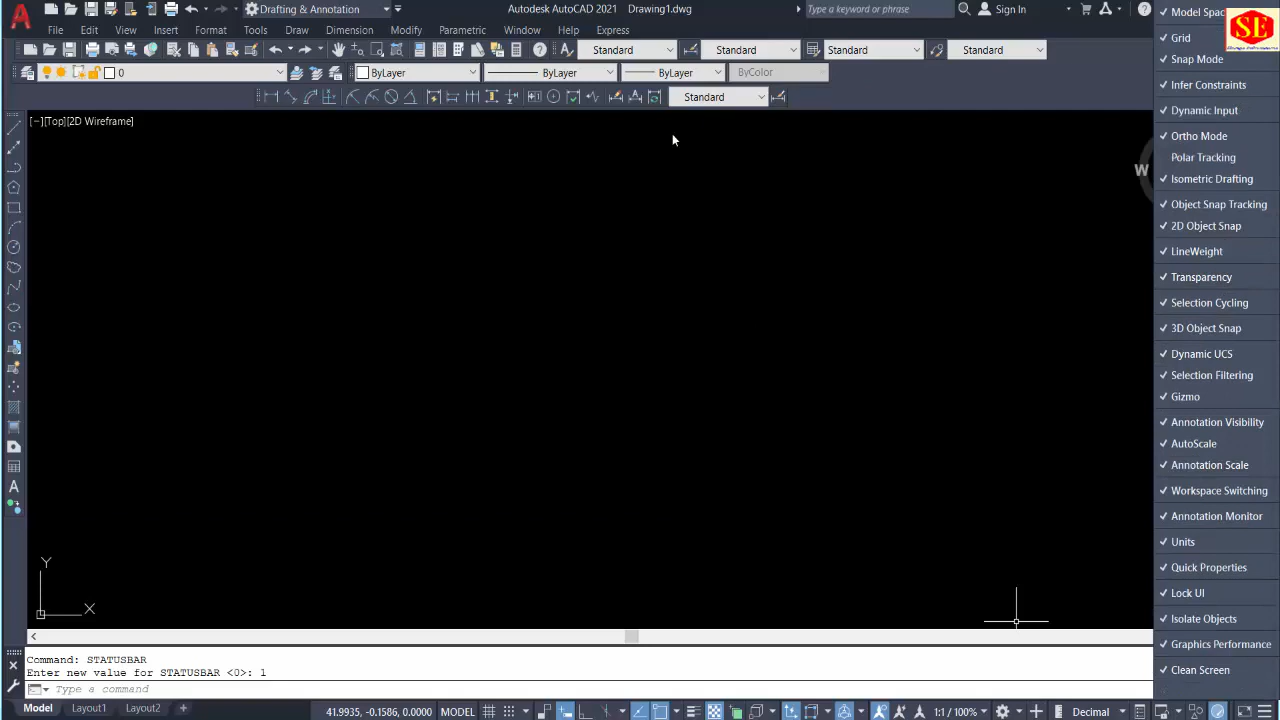 Drafting & Annotation
Autodesk AutoCAD 2021 Drawing1.dwg
Type a keyword or phrase
Sign In
File Edit View Insert Format Tools Draw Dimension Modify Parametric Window Help Express
Standard Standard Standard Standard
0 ByLayer ByLayer ByLayer ByColor
Standard
[−][Top][2D Wireframe]
W
Model Spac
SE
Grid
Snap Mode
Infer Constraints
Dynamic Input
Ortho Mode
Polar Tracking
Isometric Drafting
Object Snap Tracking
2D Object Snap
LineWeight
Transparency
Selection Cycling
3D Object Snap
Dynamic UCS
Selection Filtering
Gizmo
Annotation Visibility
AutoScale
Annotation Scale
Workspace Switching
Annotation Monitor
Units
Quick Properties
Lock UI
Isolate Objects
Graphics Performance
Clean Screen
Y
X
Command: STATUSBAR
Enter new value for STATUSBAR <0>: 1
Type a command
Model Layout1 Layout2
41.9935, -0.1586, 0.0000 MODEL
1:1 / 100%
Decimal